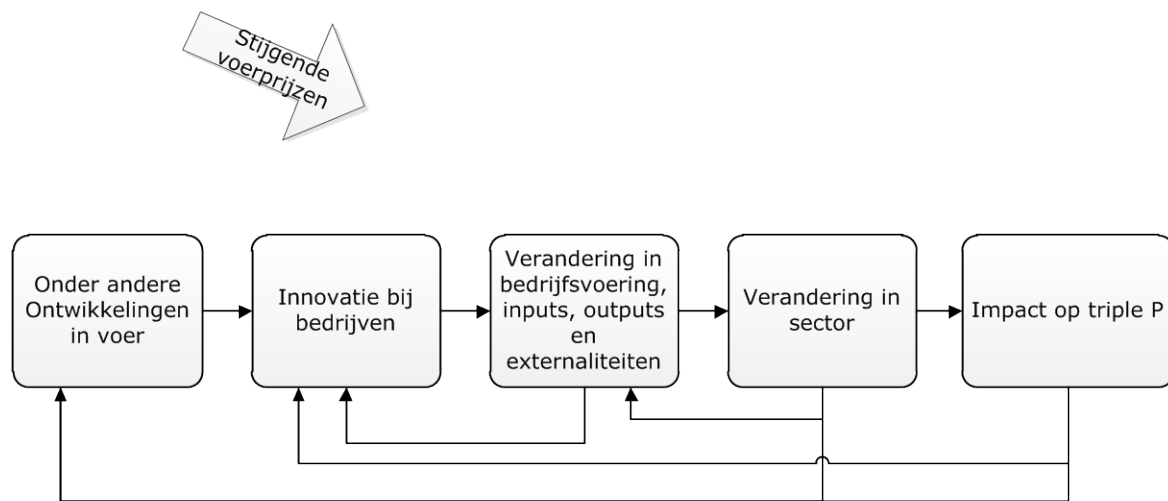 Stijgende
voerprijzen
Onder andere
Ontwikkelingen
in voer
Innovatie bij
bedrijven
Verandering in
bedrijfsvoering,
inputs, outputs
en
externaliteiten
Verandering in
sector
Impact op triple P